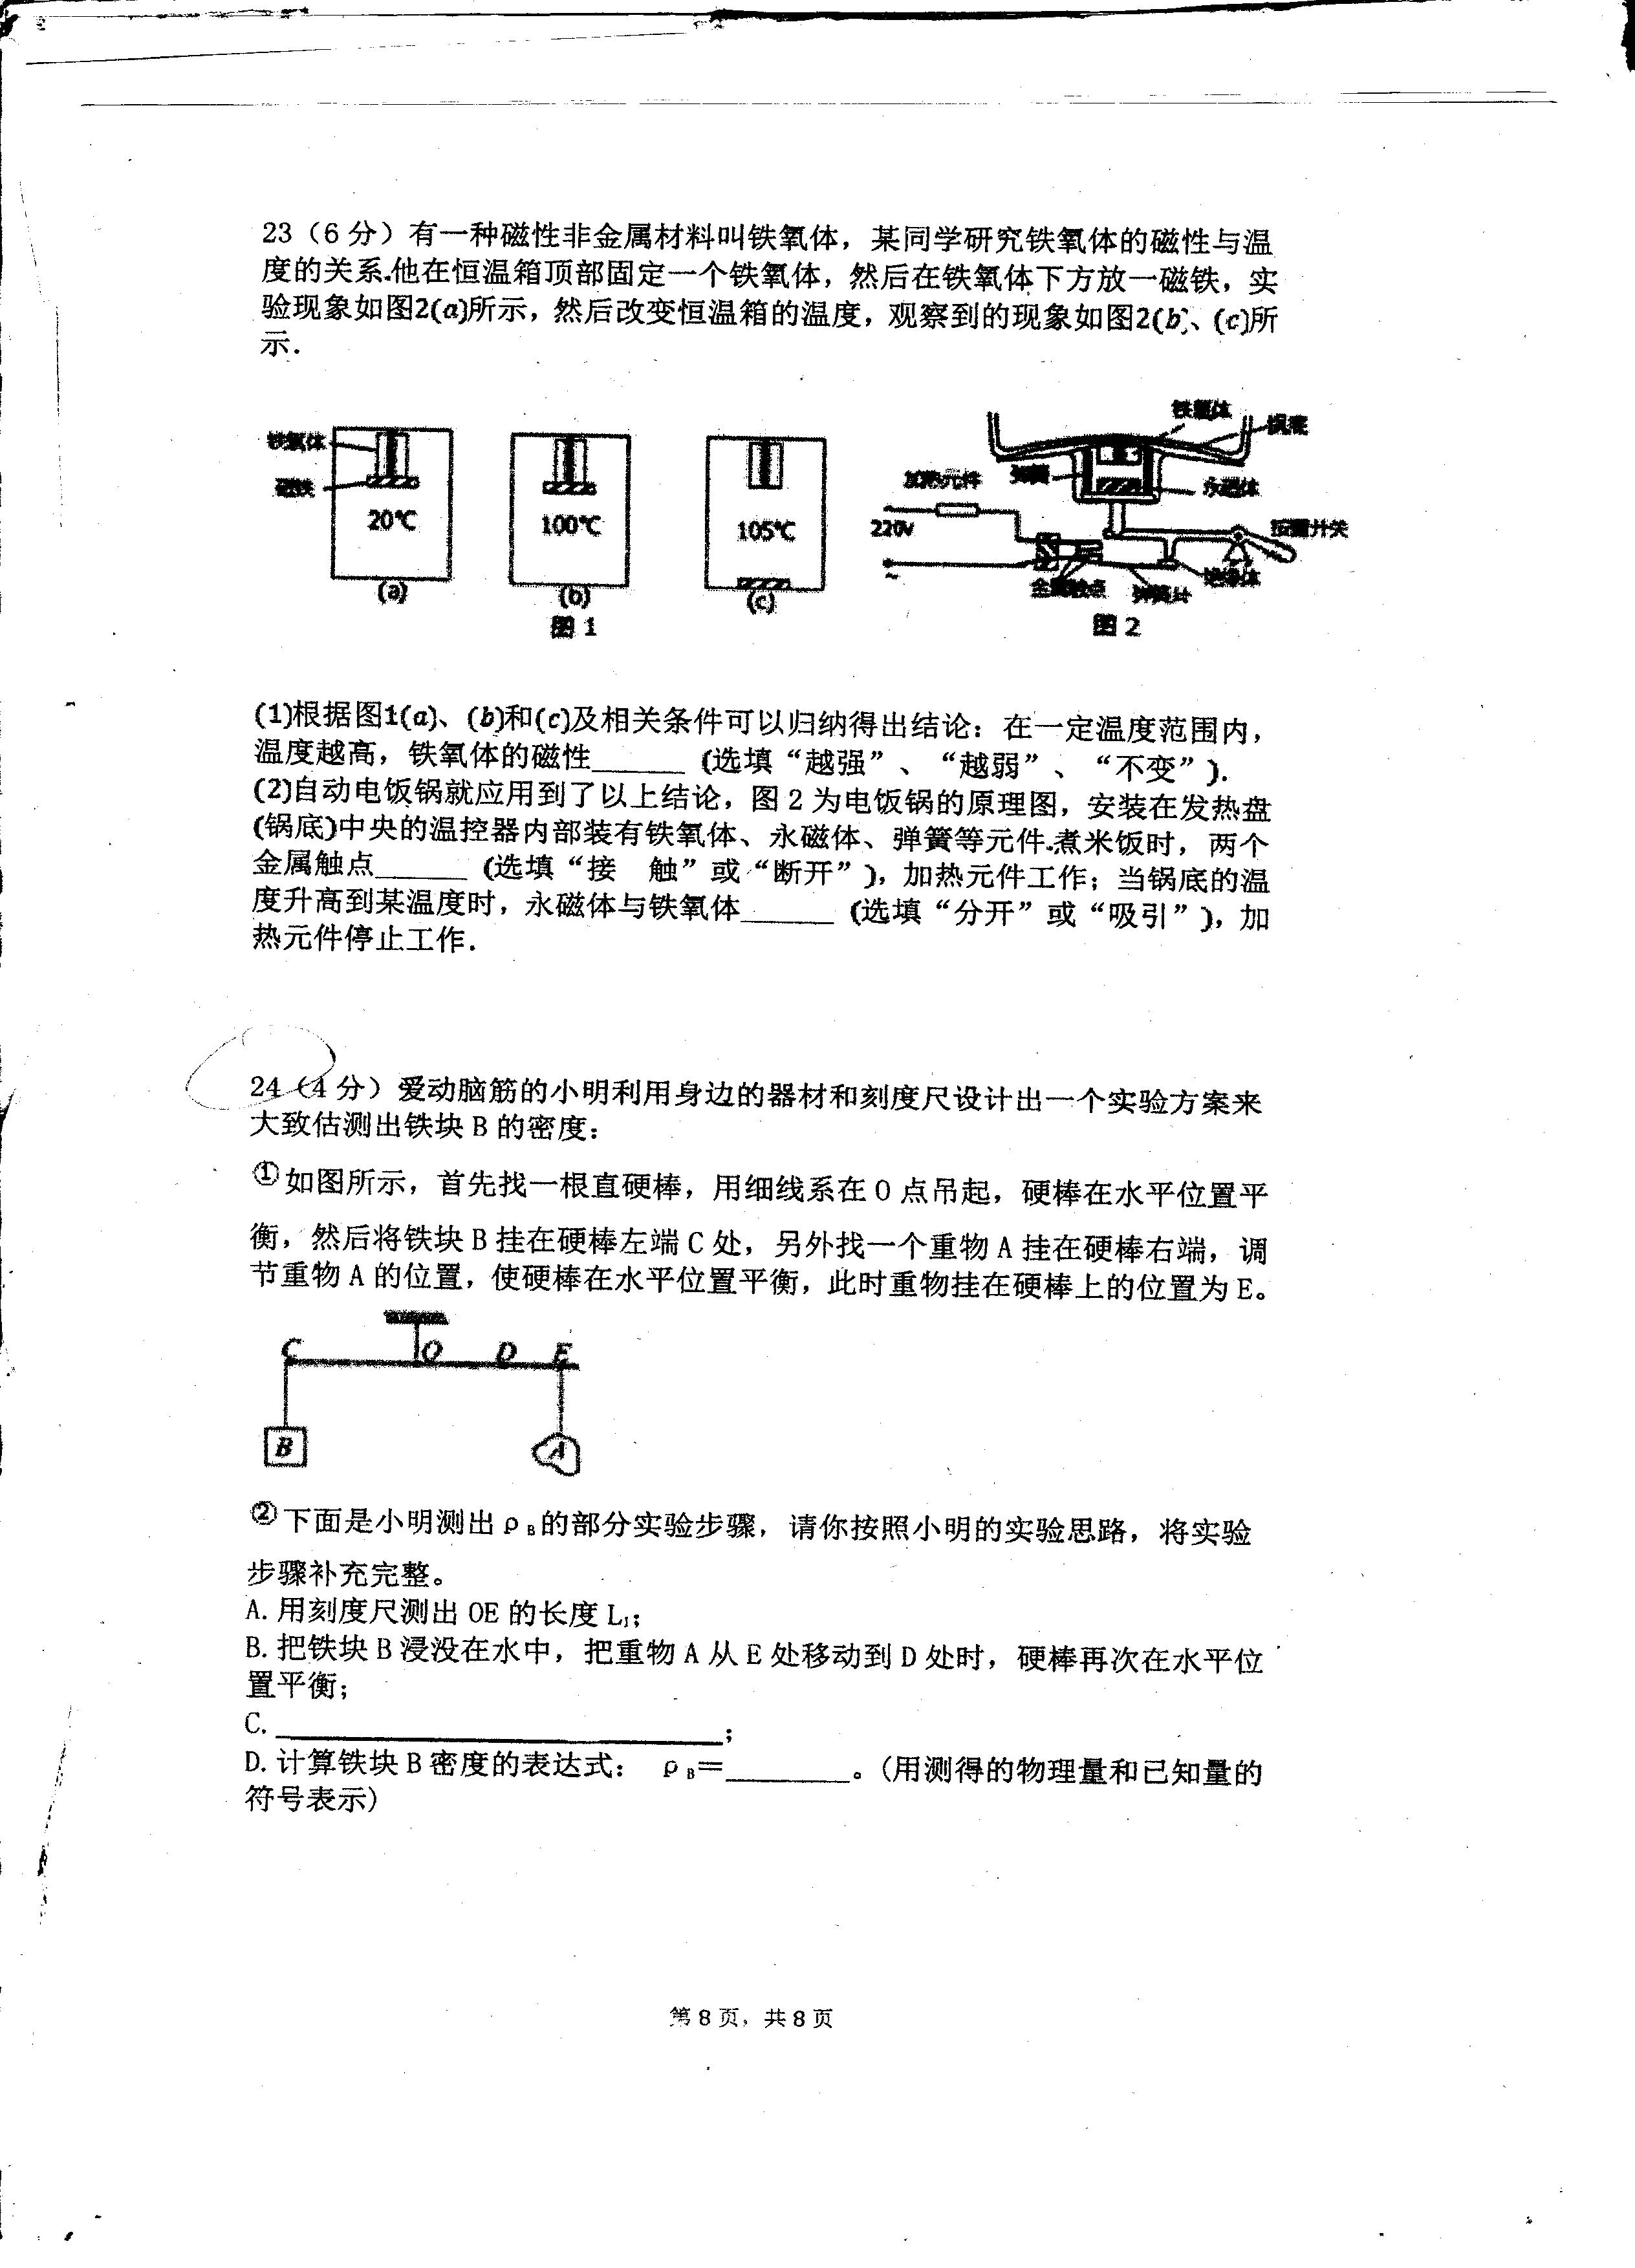 23（6分）有一种磁性非金属材料叫铁氧体，某同学研究铁氧体的磁性与温
度的关系.他在恒温箱顶部固定一个铁氧体，然后在铁氧体下方放一磁铁，实
验现象如图2(a)所示，然后改变恒温箱的温度，观察到的现象如图2(b)、(c)所
示.
铁氧体
磁铁
20℃
(a)
100℃
(b)
105℃
(c)
图1
铁氧体
锅底
加热元件
弹簧
永磁体
220V
~
按钮开关
金属触点
弹簧片
绝缘体
图2
(1)根据图1(a)、(b)和(c)及相关条件可以归纳得出结论：在一定温度范围内，
温度越高，铁氧体的磁性______ (选填“越强”、“越弱”、“不变”).
(2)自动电饭锅就应用到了以上结论，图2为电饭锅的原理图，安装在发热盘
(锅底)中央的温控器内部装有铁氧体、永磁体、弹簧等元件.煮米饭时，两个
金属触点______ (选填“接 触”或“断开”)，加热元件工作；当锅底的温
度升高到某温度时，永磁体与铁氧体______ (选填“分开”或“吸引”)，加
热元件停止工作.
24（4分）爱动脑筋的小明利用身边的器材和刻度尺设计出一个实验方案来
大致估测出铁块B的密度：
①如图所示，首先找一根直硬棒，用细线系在O点吊起，硬棒在水平位置平
衡，然后将铁块B挂在硬棒左端C处，另外找一个重物A挂在硬棒右端，调
节重物A的位置，使硬棒在水平位置平衡，此时重物挂在硬棒上的位置为E。
C O D E
B A
②下面是小明测出ρB的部分实验步骤，请你按照小明的实验思路，将实验
步骤补充完整。
A.用刻度尺测出OE的长度L1；
B.把铁块B浸没在水中，把重物A从E处移动到D处时，硬棒再次在水平位
置平衡；
C.______________________________；
D.计算铁块B密度的表达式： ρB=________。(用测得的物理量和已知量的
符号表示)
第8页，共8页